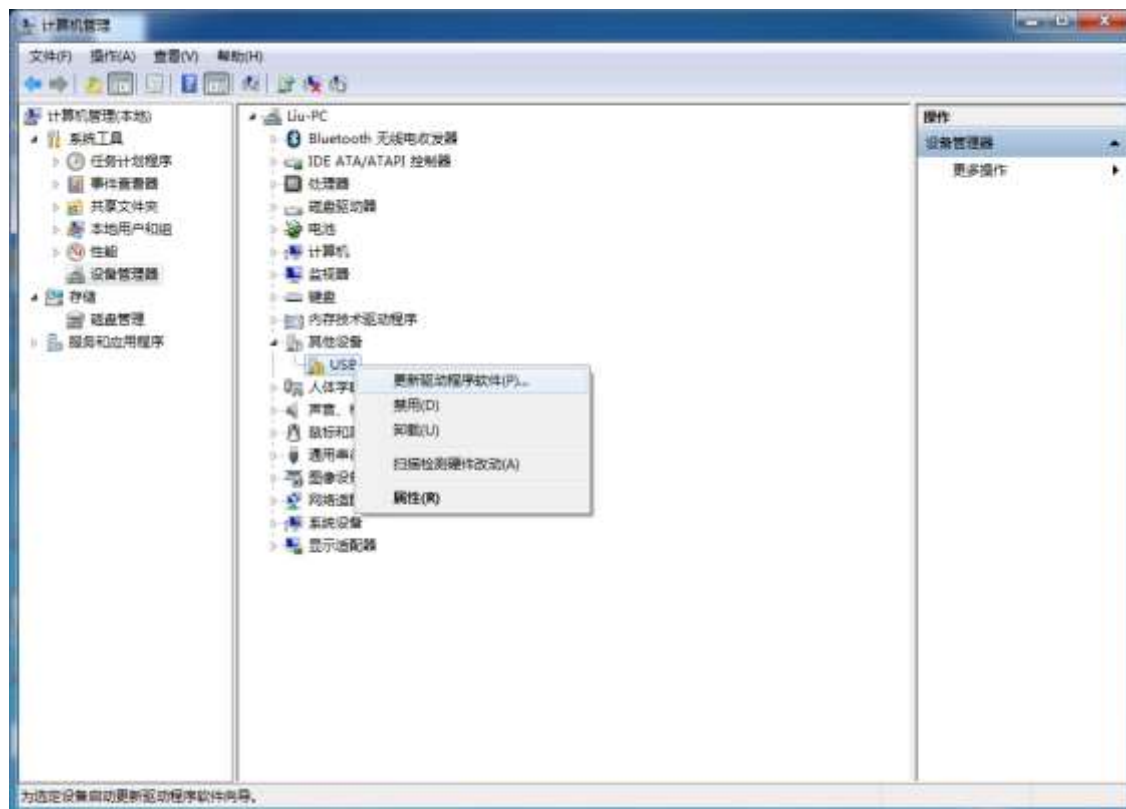 计算机管理
文件(F) 操作(A) 查看(V) 帮助(H)
计算机管理(本地)
系统工具
任务计划程序
事件查看器
共享文件夹
本地用户和组
性能
设备管理器
存储
磁盘管理
服务和应用程序
Liu-PC
Bluetooth 无线电收发器
IDE ATA/ATAPI 控制器
处理器
磁盘驱动器
电池
计算机
监视器
键盘
内存技术驱动程序
其他设备
USB
人体学
声音、
鼠标和
通用串
图像设
网络适
系统设备
显示适配器
更新驱动程序软件(P)...
禁用(D)
卸载(U)
扫描检测硬件改动(A)
属性(R)
操作
设备管理器
更多操作
为选定设备启动更新驱动程序软件向导。